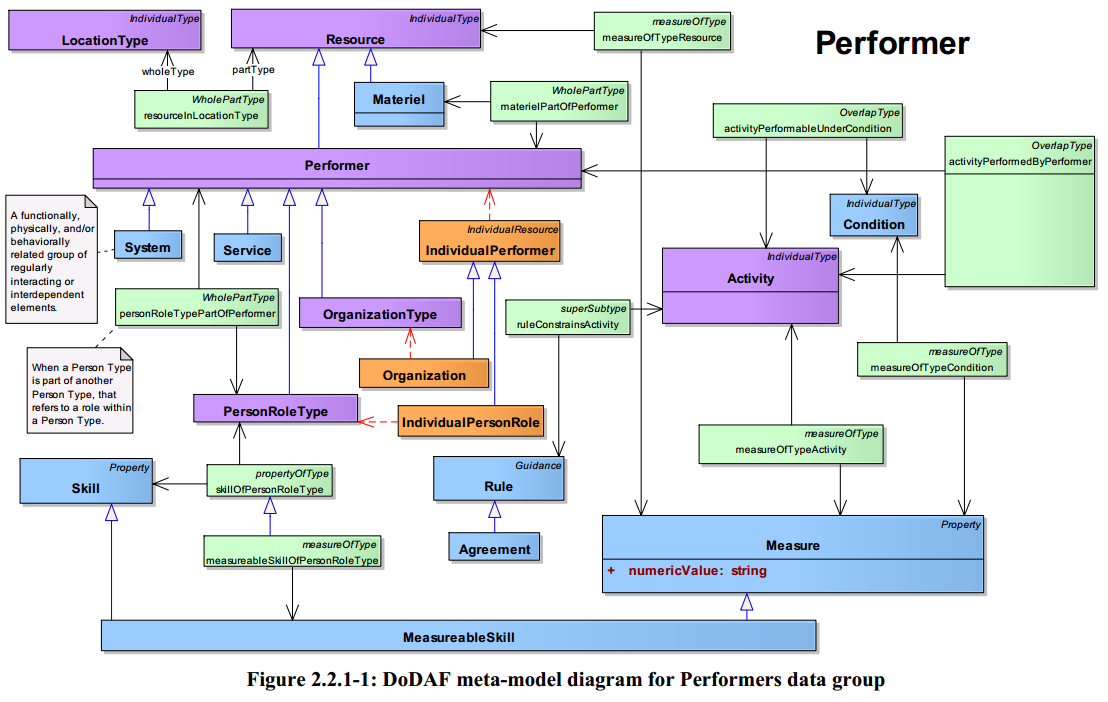 IndividualType
LocationType
IndividualType
Resource
measureOfType
measureOfTypeResource
Performer
wholeType
partType
WholePartType
resourceInLocationType
Materiel
WholePartType
materielPartOfPerformer
OverlapType
activityPerformableUnderCondition
OverlapType
activityPerformedByPerformer
Performer
A functionally,
physically, and/or
behaviorally
related group of
regularly
interacting or
interdependent
elements.
System
Service
IndividualResource
IndividualPerformer
IndividualType
Condition
IndividualType
Activity
WholePartType
personRoleTypePartOfPerformer
OrganizationType
superSubtype
ruleConstrainsActivity
When a Person Type
is part of another
Person Type, that
refers to a role within
a Person Type.
Organization
measureOfType
measureOfTypeCondition
PersonRoleType
IndividualPersonRole
measureOfType
measureOfTypeActivity
Property
Skill
propertyOfType
skillOfPersonRoleType
Guidance
Rule
Agreement
measureOfType
measureableSkillOfPersonRoleType
Property
Measure
+ numericValue: string
MeasureableSkill
Figure 2.2.1-1: DoDAF meta-model diagram for Performers data group